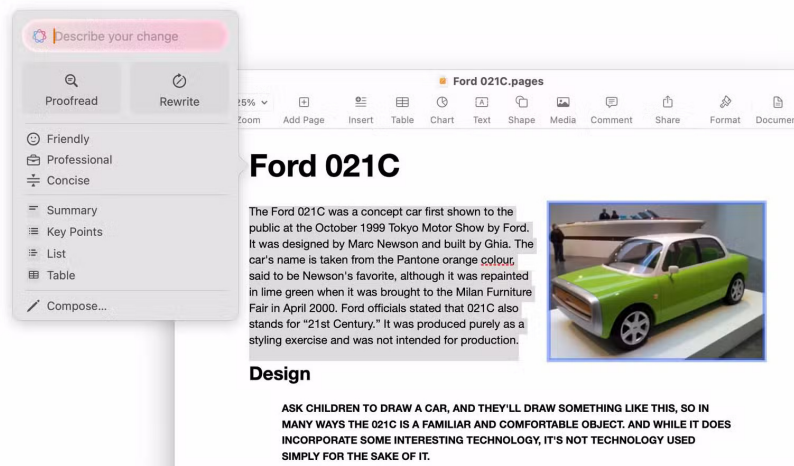 Describe your change
Proofread Rewrite
Friendly
Professional
Concise
Summary
Key Points
List
Table
Compose...
Ford 021C.pages
25%
Zoom Add Page Insert Table Chart Text Shape Media Comment Share Format
Ford 021C
The Ford 021C was a concept car first shown to the
public at the October 1999 Tokyo Motor Show by Ford.
It was designed by Marc Newson and built by Ghia. The
car's name is taken from the Pantone orange colour,
said to be Newson's favorite, although it was repainted
in lime green when it was brought to the Milan Furniture
Fair in April 2000. Ford officials stated that 021C also
stands for “21st Century.” It was produced purely as a
styling exercise and was not intended for production.
Design
ASK CHILDREN TO DRAW A CAR, AND THEY'LL DRAW SOMETHING LIKE THIS, SO IN
MANY WAYS THE 021C IS A FAMILIAR AND COMFORTABLE OBJECT. AND WHILE IT DOES
INCORPORATE SOME INTERESTING TECHNOLOGY, IT'S NOT TECHNOLOGY USED
SIMPLY FOR THE SAKE OF IT.